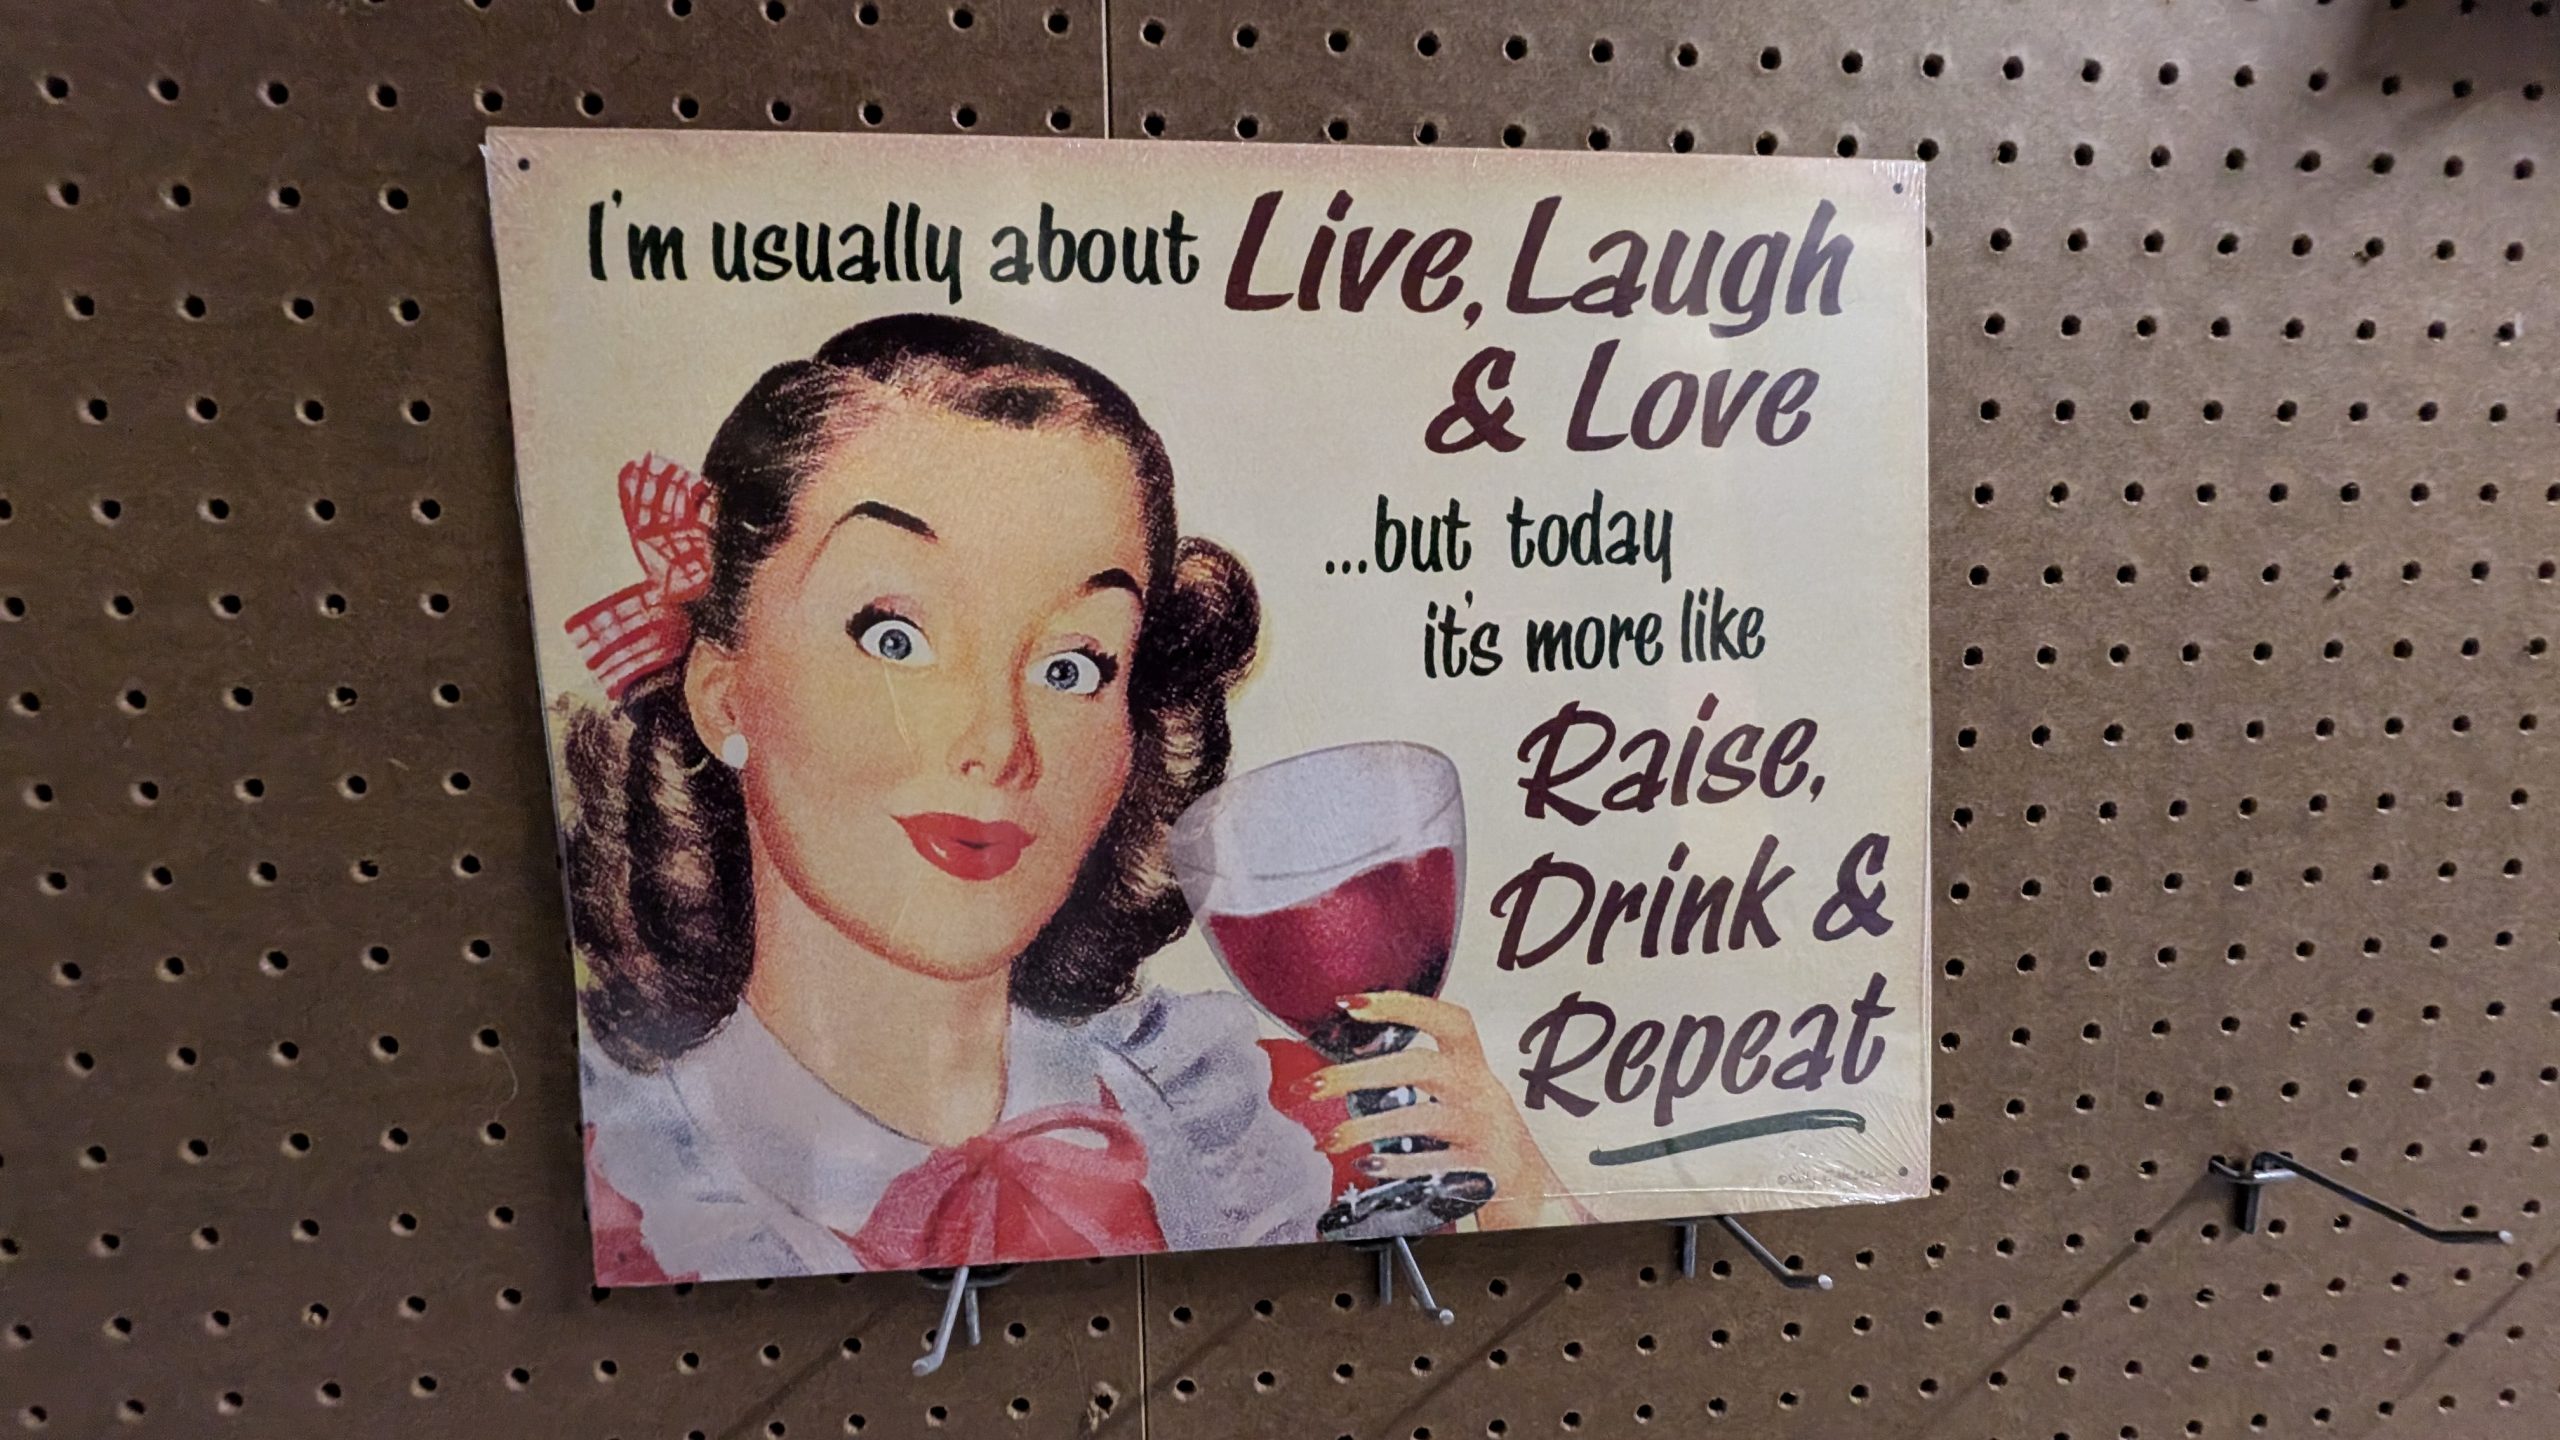 I'm usually about Live, Laugh
& Love
...but today
it's more like
Raise,
Drink &
Repeat